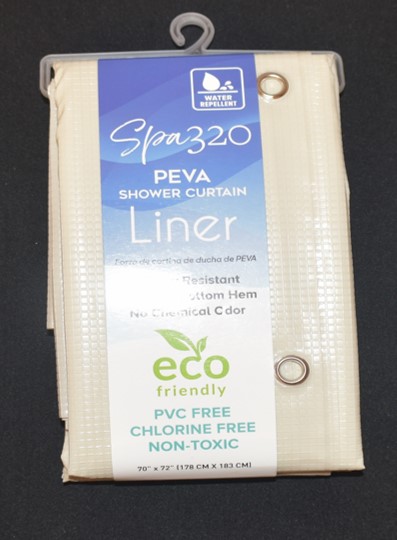 WATER
REPELLENT
Spa320
PEVA
SHOWER CURTAIN
Liner
Forro de cortina de ducha de PEVA
Resistant
ottom Hem
No Chemical Odor
eco
friendly
PVC FREE
CHLORINE FREE
NON-TOXIC
70" x 72" (178 CM X 183 CM)